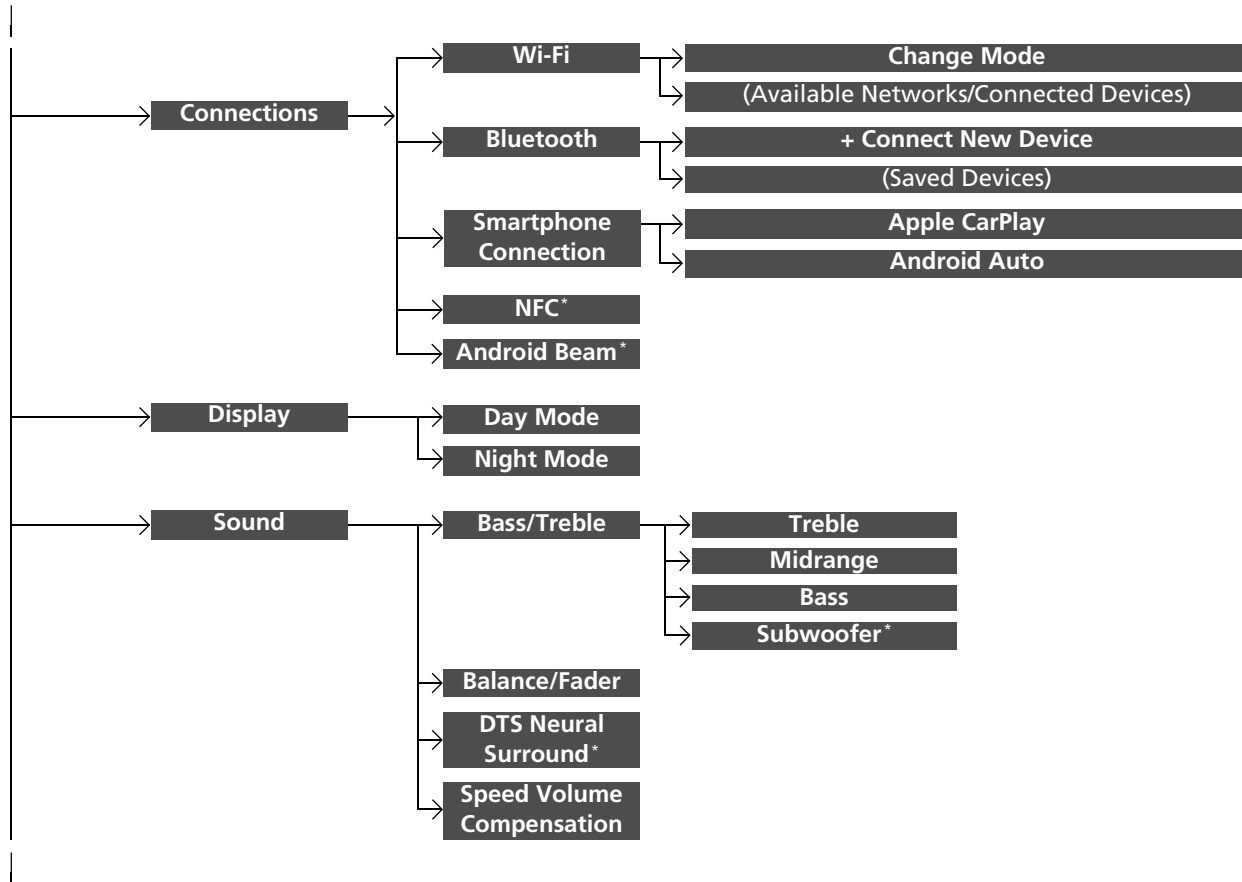 Connections
Wi-Fi
Change Mode
(Available Networks/Connected Devices)
Bluetooth
+ Connect New Device
(Saved Devices)
Smartphone
Connection
Apple CarPlay
Android Auto
NFC*
Android Beam*
Display
Day Mode
Night Mode
Sound
Bass/Treble
Treble
Midrange
Bass
Subwoofer*
Balance/Fader
DTS Neural
Surround*
Speed Volume
Compensation